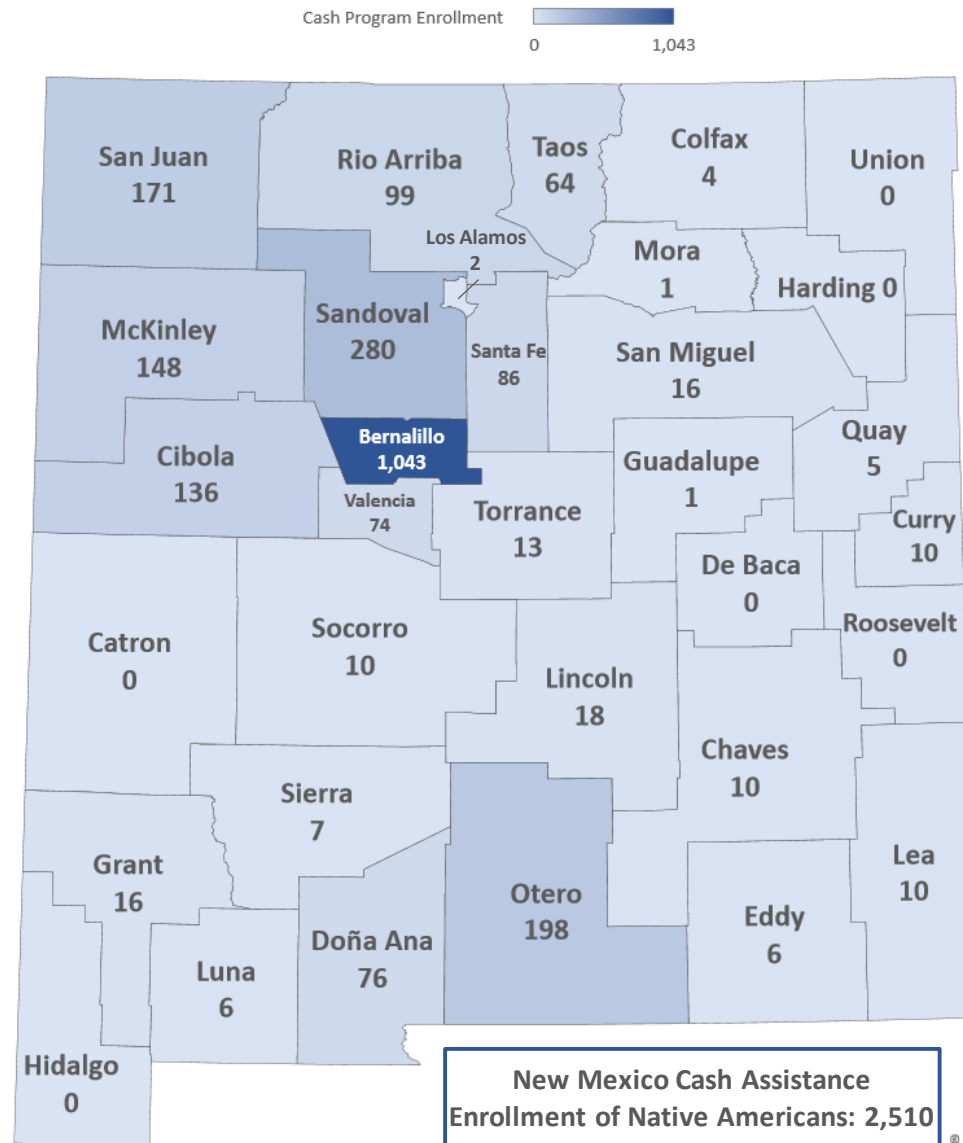 Cash Program Enrollment
0
1,043
San Juan
171
Rio Arriba
99
Taos
64
Colfax
4
Union
0
Los Alamos
2
Mora
1
Harding 0
McKinley
148
Sandoval
280
Santa Fe
86
San Miguel
16
Bernalillo
1,043
Cibola
136
Valencia
74
Torrance
13
Guadalupe
1
Quay
5
Curry
10
De Baca
0
Roosevelt
0
Catron
0
Socorro
10
Lincoln
18
Chaves
10
Sierra
7
Grant
16
Otero
198
Lea
10
Eddy
6
Doña Ana
76
Luna
6
Hidalgo
0
New Mexico Cash Assistance
Enrollment of Native Americans: 2,510
©